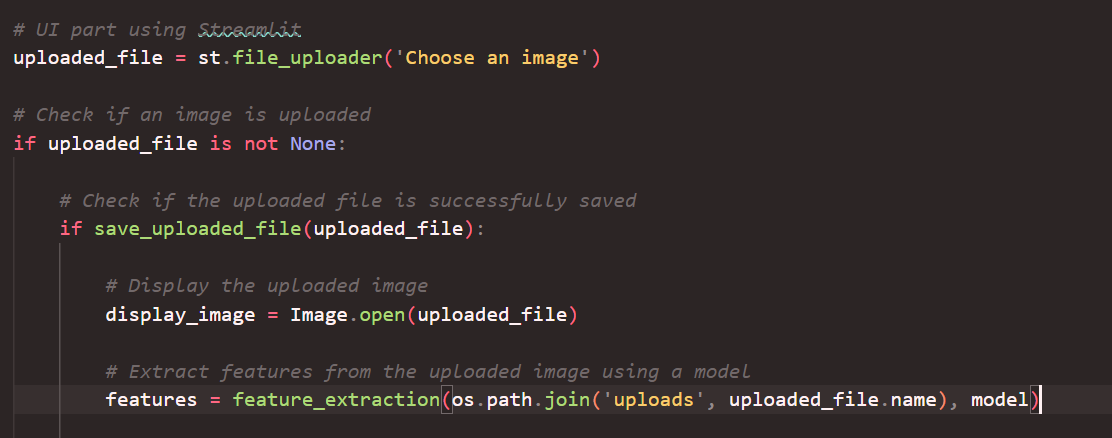 # UI part using Streamlit
uploaded_file = st.file_uploader('Choose an image')
# Check if an image is uploaded
if uploaded_file is not None:
# Check if the uploaded file is successfully saved
if save_uploaded_file(uploaded_file):
# Display the uploaded image
display_image = Image.open(uploaded_file)
# Extract features from the uploaded image using a model
features = feature_extraction(os.path.join('uploads', uploaded_file.name), model)